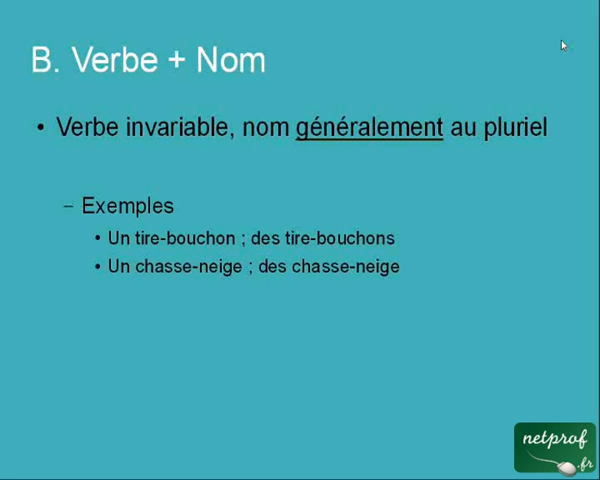 B. Verbe + Nom
• Verbe invariable, nom généralement au pluriel
– Exemples
• Un tire-bouchon ; des tire-bouchons
• Un chasse-neige ; des chasse-neige
netprof
.fr